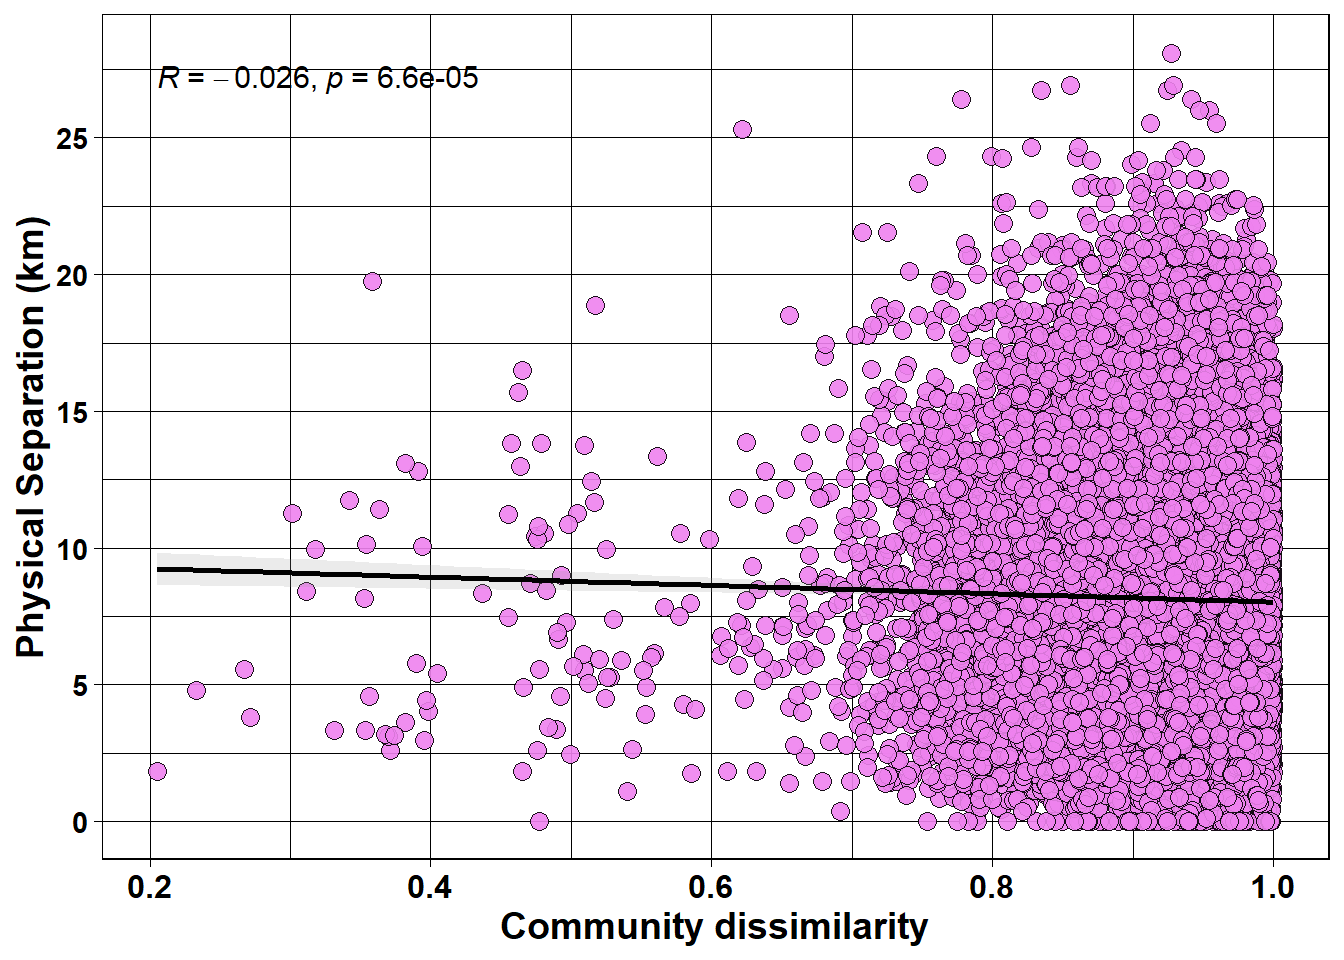 R = − 0.026, p = 6.6e-05
25
20
15
10
5
0
Physical Separation (km)
0.2 0.4 0.6 0.8 1.0
Community dissimilarity